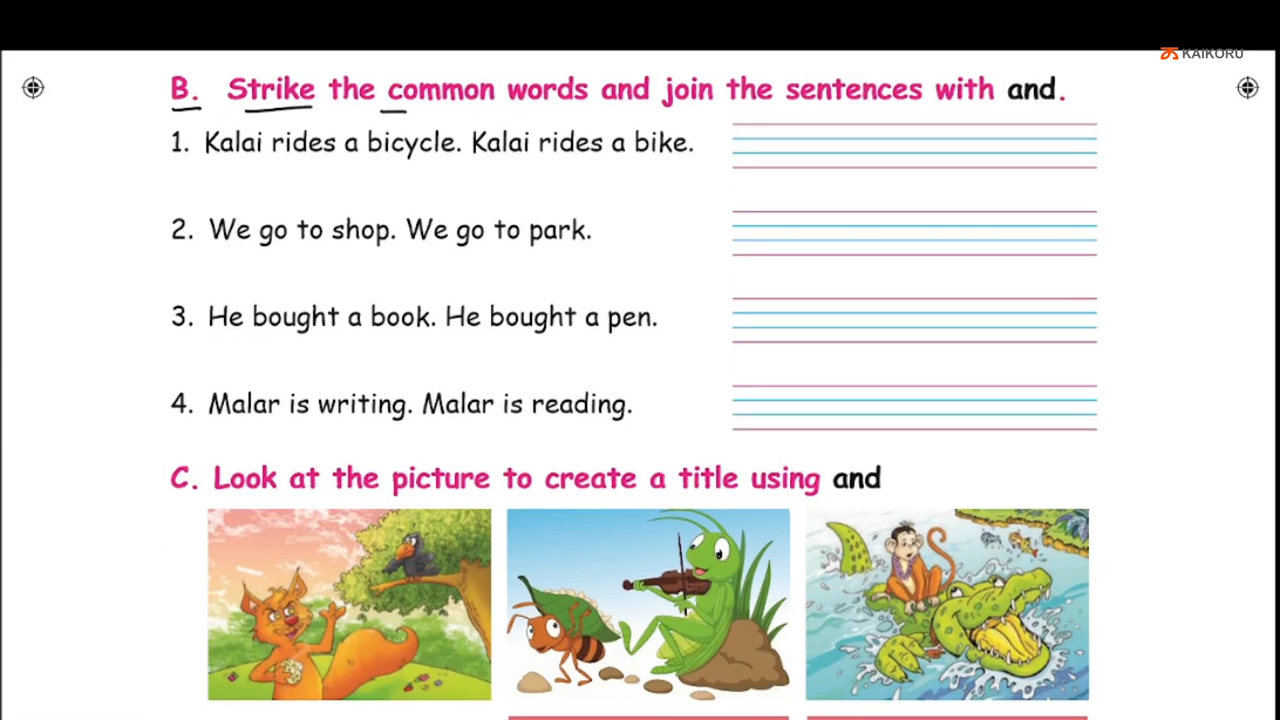 KAIKORU
B. Strike the common words and join the sentences with and.
1. Kalai rides a bicycle. Kalai rides a bike.
2. We go to shop. We go to park.
3. He bought a book. He bought a pen.
4. Malar is writing. Malar is reading.
C. Look at the picture to create a title using and